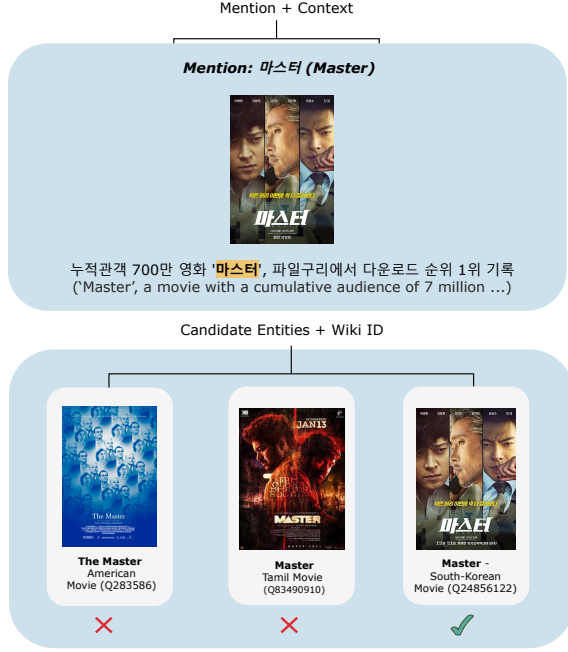 Mention + Context
Mention: 마스터 (Master)
마스터
누적관객 700만 영화 '마스터', 파일구리에서 다운로드 순위 1위 기록
(‘Master’, a movie with a cumulative audience of 7 million ...)
Candidate Entities + Wiki ID
The Master
JAN13
MASTER
마스터
The Master
American
Movie (Q283586)
Master
Tamil Movie
(Q83490910)
Master -
South-Korean
Movie (Q24856122)